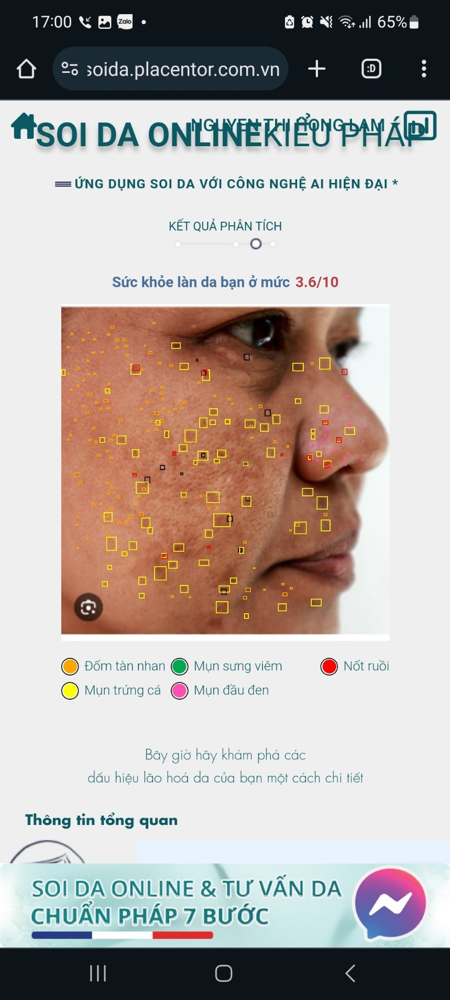 17:00 Zalo 65%
soida.placentor.com.vn :D
NGUYEN THI HỒNG LAM
SOI DA ONLINE KIỂU PHÁP
ỨNG DỤNG SOI DA VỚI CÔNG NGHỆ AI HIỆN ĐẠI *
KẾT QUẢ PHÂN TÍCH
Sức khỏe làn da bạn ở mức 3.6/10
Đốm tàn nhan Mụn sưng viêm Nốt ruồi
Mụn trứng cá Mụn đầu đen
Bây giờ hãy khám phá các
dấu hiệu lão hoá da của bạn một cách chi tiết
Thông tin tổng quan
SOI DA ONLINE & TƯ VẤN DA
CHUẨN PHÁP 7 BƯỚC